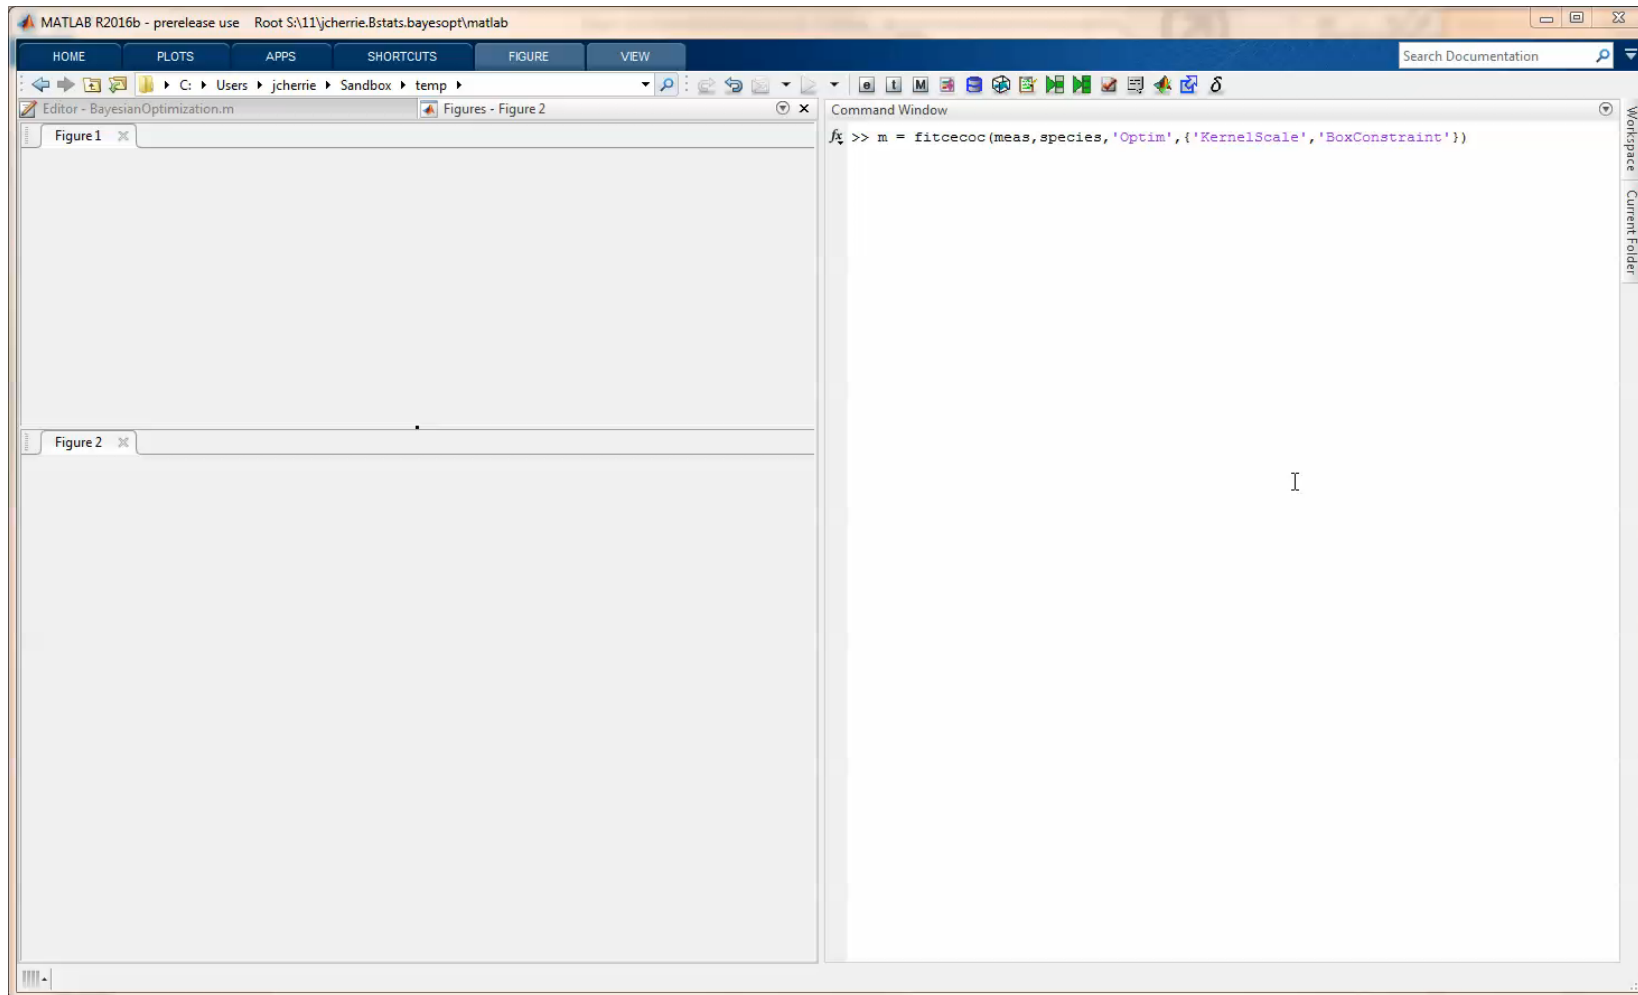 MATLAB R2016b - prerelease use Root S:\11\jcherrie.Bstats.bayesopt\matlab
HOME PLOTS APPS SHORTCUTS FIGURE VIEW Search Documentation
C: Users jcherrie Sandbox temp
Editor - BayesianOptimization.m Figures - Figure 2 Command Window
Figure 1
fx >> m = fitcecoc(meas,species,'Optim',{'KernelScale','BoxConstraint'})
Workspace
Current Folder
Figure 2